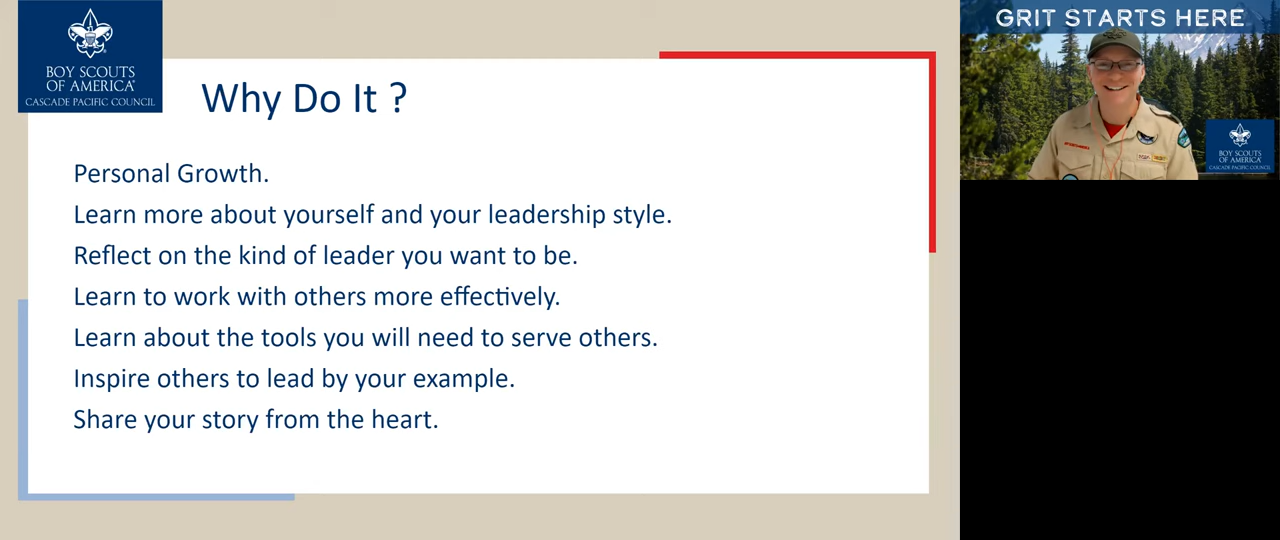 BOY SCOUTS
OF AMERICA®
CASCADE PACIFIC COUNCIL
Why Do It ?
Personal Growth.
Learn more about yourself and your leadership style.
Reflect on the kind of leader you want to be.
Learn to work with others more effectively.
Learn about the tools you will need to serve others.
Inspire others to lead by your example.
Share your story from the heart.
GRIT STARTS HERE
BOY SCOUTS
OF AMERICA
CASCADE PACIFIC COUNCIL